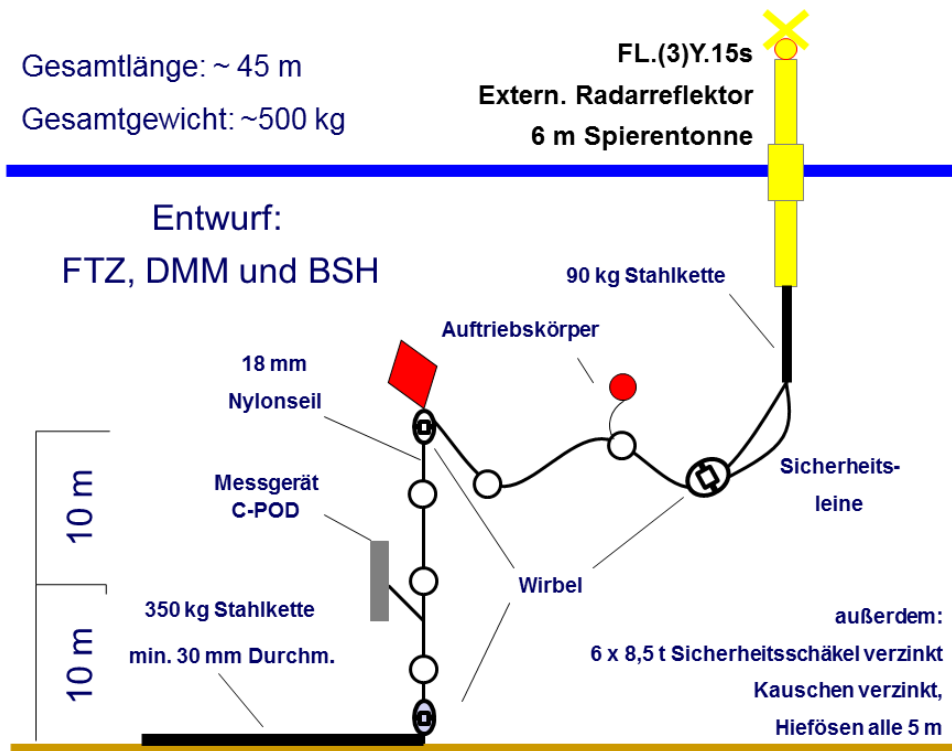 Gesamtlänge: ~ 45 m
Gesamtgewicht: ~500 kg
FL.(3)Y.15s
Extern. Radarreflektor
6 m Spierentonne
Entwurf:
FTZ, DMM und BSH
90 kg Stahlkette
Auftriebskörper
18 mm
Nylonseil
Sicherheits-
leine
Messgerät
C-POD
10 m
Wirbel
350 kg Stahlkette
min. 30 mm Durchm.
10 m
außerdem:
6 x 8,5 t Sicherheitsschäkel verzinkt
Kauschen verzinkt,
Hiefösen alle 5 m